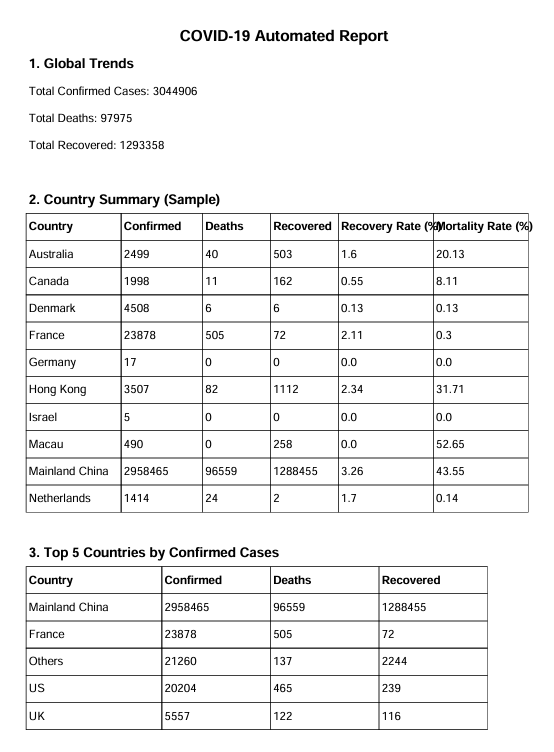 COVID-19 Automated Report
1. Global Trends
Total Confirmed Cases: 3044906
Total Deaths: 97975
Total Recovered: 1293358
2. Country Summary (Sample)
Country Confirmed Deaths Recovered Recovery Rate (%) Mortality Rate (%)
Australia 2499 40 503 1.6 20.13
Canada 1998 11 162 0.55 8.11
Denmark 4508 6 6 0.13 0.13
France 23878 505 72 2.11 0.3
Germany 17 0 0 0.0 0.0
Hong Kong 3507 82 1112 2.34 31.71
Israel 5 0 0 0.0 0.0
Macau 490 0 258 0.0 52.65
Mainland China 2958465 96559 1288455 3.26 43.55
Netherlands 1414 24 2 1.7 0.14
3. Top 5 Countries by Confirmed Cases
Country Confirmed Deaths Recovered
Mainland China 2958465 96559 1288455
France 23878 505 72
Others 21260 137 2244
US 20204 465 239
UK 5557 122 116